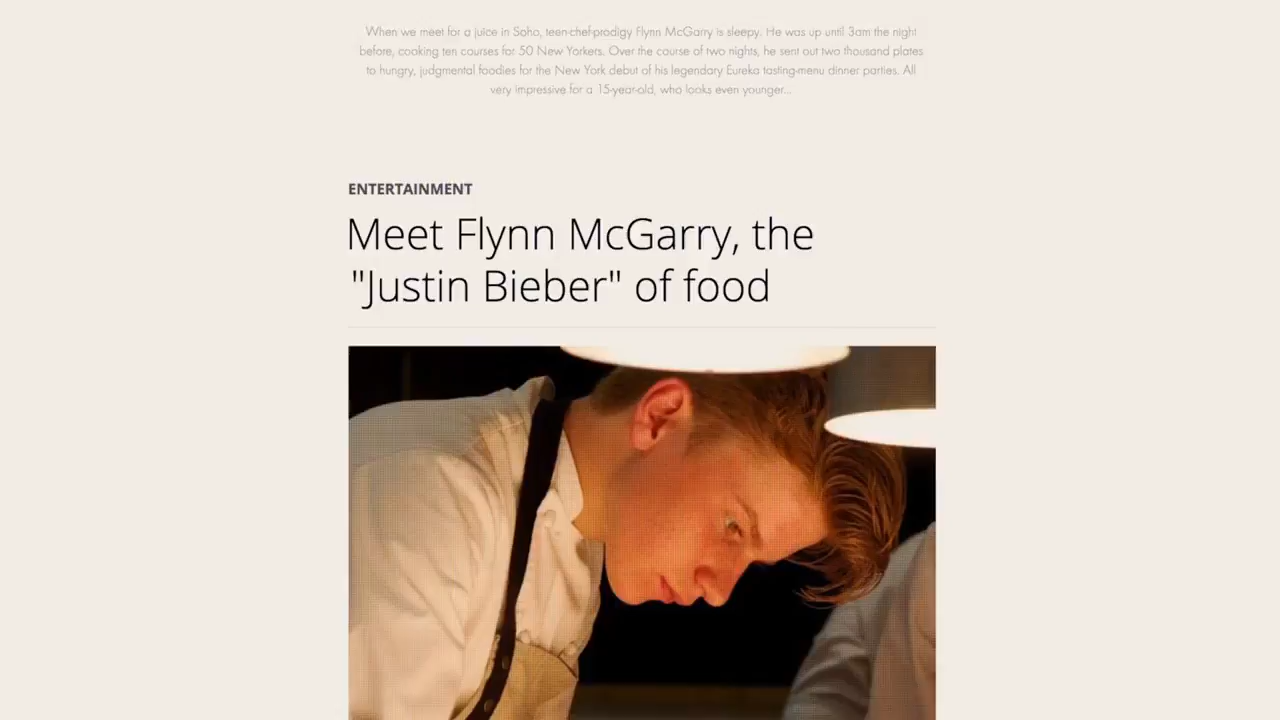 When we meet for a juice in Soho, teen-chef-prodigy Flynn McGarry is sleepy. He was up until 3am the night
before, cooking ten courses for 50 New Yorkers. Over the course of two nights, he sent out two thousand plates
to hungry, judgmental foodies for the New York debut of his legendary Eureka tasting-menu dinner parties. All
very impressive for a 15-year-old, who looks even younger...
ENTERTAINMENT
Meet Flynn McGarry, the
"Justin Bieber" of food